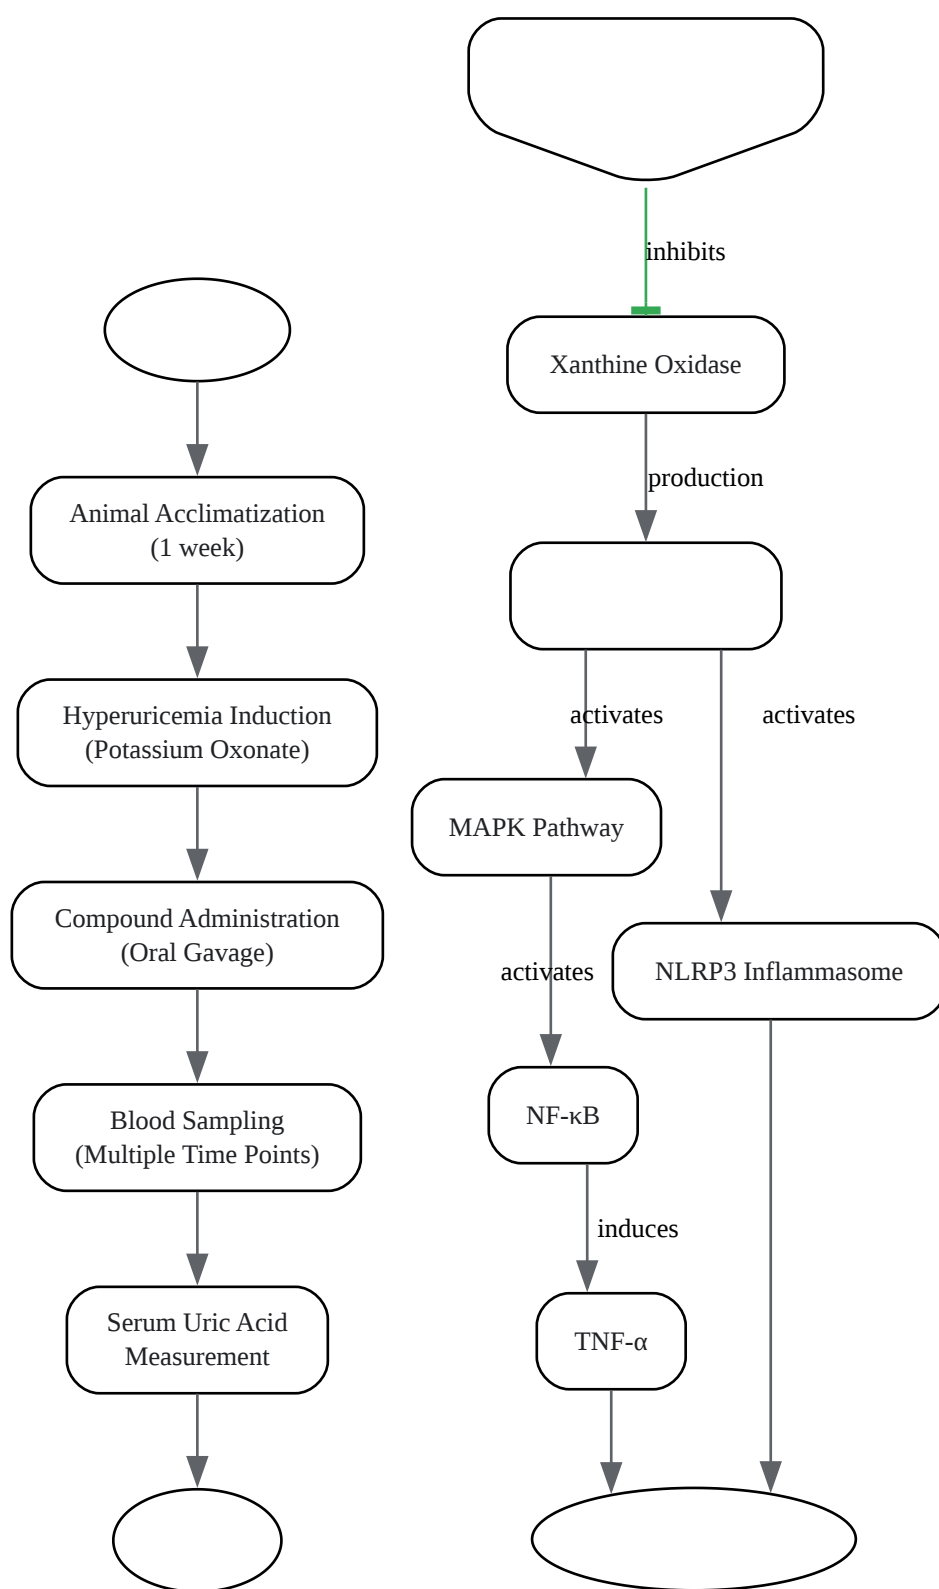 Animal Acclimatization
(1 week)
Hyperuricemia Induction
(Potassium Oxonate)
Compound Administration
(Oral Gavage)
Blood Sampling
(Multiple Time Points)
Serum Uric Acid
Measurement
inhibits
Xanthine Oxidase
production
activates
activates
MAPK Pathway
activates
NLRP3 Inflammasome
NF-κB
induces
TNF-α